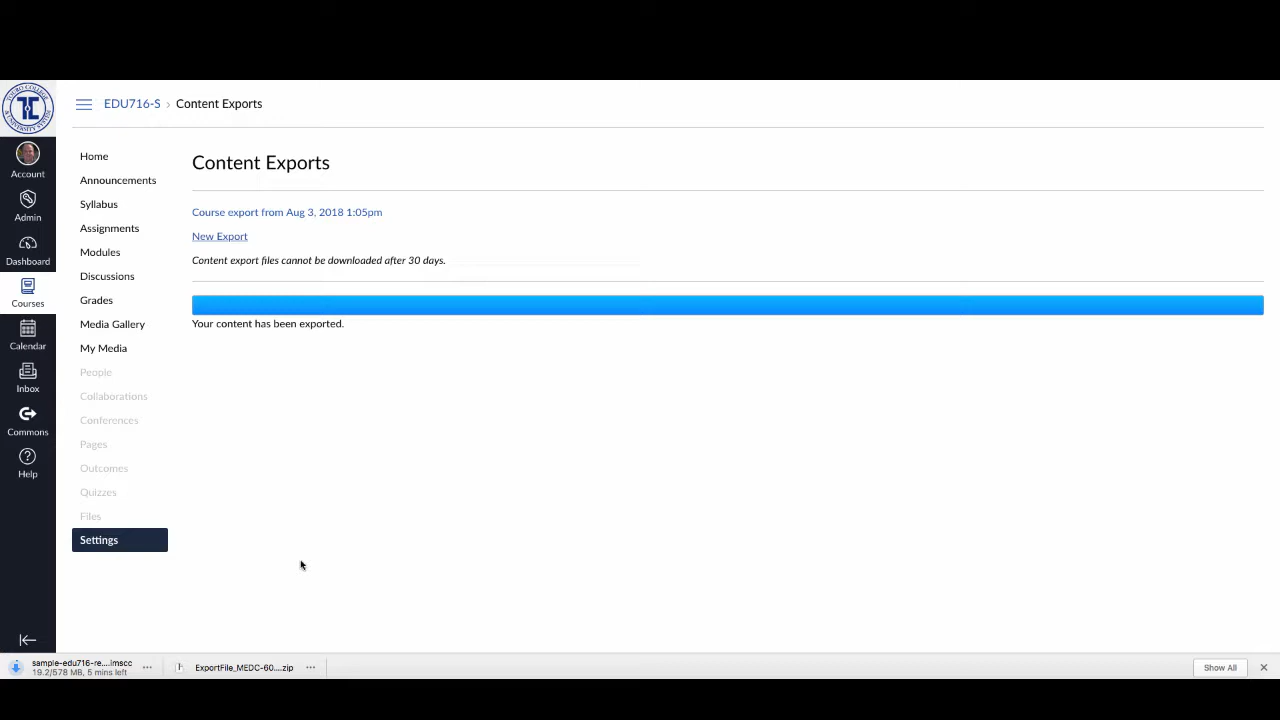 EDU716-S › Content Exports
Account
Admin
Dashboard
Courses
Calendar
Inbox
Commons
Help
Home
Announcements
Syllabus
Assignments
Modules
Discussions
Grades
Media Gallery
My Media
People
Collaborations
Conferences
Pages
Outcomes
Quizzes
Files
Settings
Content Exports
Course export from Aug 3, 2018 1:05pm
New Export
Content export files cannot be downloaded after 30 days.
Your content has been exported.
sample-edu716-re....imscc
19.2/578 MB, 5 mins left
ExportFile_MEDC-60....zip
Show All